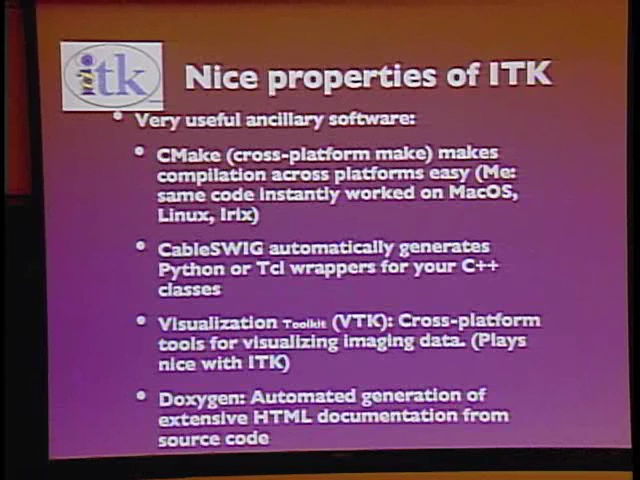 itk
Nice properties of ITK
• Very useful ancillary software:
• CMake (cross-platform make) makes
compilation across platforms easy (Me:
same code instantly worked on MacOS,
Linux, Irix)
• CableSWIG automatically generates
Python or Tcl wrappers for your C++
classes
• Visualization Toolkit (VTK): Cross-platform
tools for visualizing imaging data. (Plays
nice with ITK)
• Doxygen: Automated generation of
extensive HTML documentation from
source code